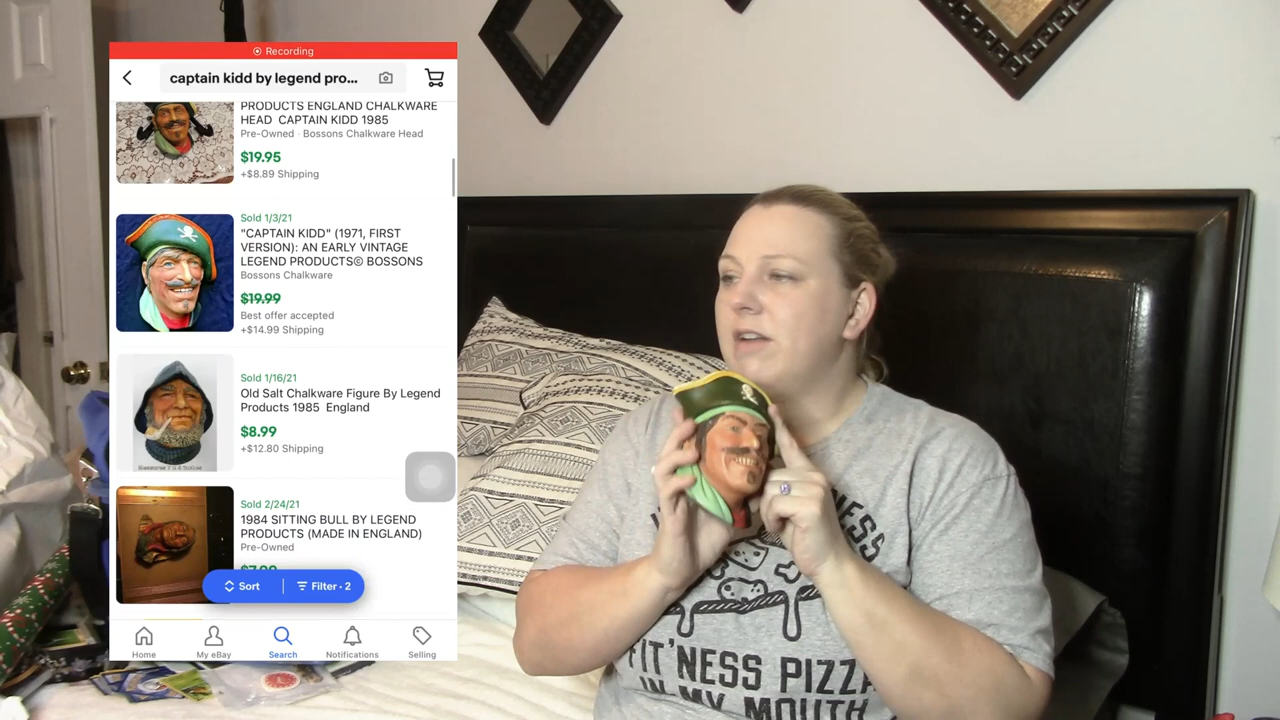 Recording
captain kidd by legend pro...
PRODUCTS ENGLAND CHALKWARE
HEAD CAPTAIN KIDD 1985
Pre-Owned · Bossons Chalkware Head
$19.95
+$8.89 Shipping
Sold 1/3/21
"CAPTAIN KIDD" (1971, FIRST
VERSION): AN EARLY VINTAGE
LEGEND PRODUCTS© BOSSONS
Bossons Chalkware
$19.99
Best offer accepted
+$14.99 Shipping
Sold 1/16/21
Old Salt Chalkware Figure By Legend
Products 1985 England
$8.99
+$12.80 Shipping
Sold 2/24/21
1984 SITTING BULL BY LEGEND
PRODUCTS (MADE IN ENGLAND)
Pre-Owned
Sort
Filter · 2
Home
My eBay
Search
Notifications
Selling
FIT'NESS PIZZA
IN MY MOUTH